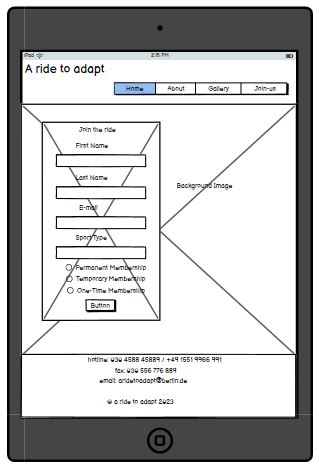 iPad
2:15 PM
A ride to adapt
Home About Gallery Join-us
Join the ride
First Name
Last Name
E-mail
Sport Type
Background Image
Permanent Membership
Temporary Membership
One-Time Membership
Button
hotline: 030 4588 45889 / +49 1551 9966 991
fax: 030 556 776 889
email: aridetoadapt@berlin.de
© a ride to adapt 2023